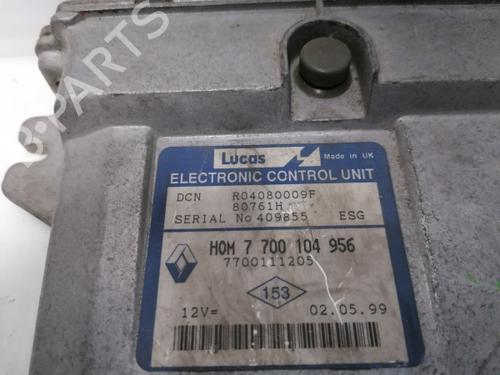 Lucas Made in UK
ELECTRONIC CONTROL UNIT
DCN R04080009F
80761H
SERIAL No 409855 ESG
HOM 7 700 104 956
7700111205
153
12V= 02.05.99
B-PARTS